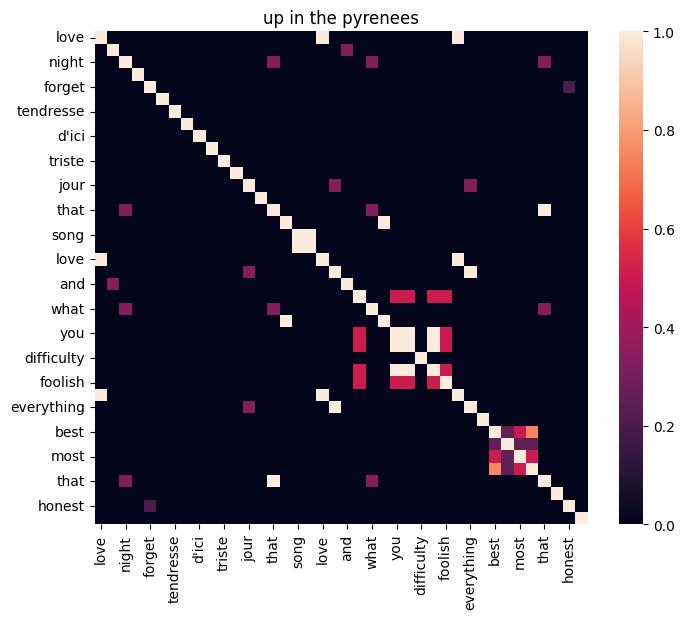 up in the pyrenees
love
night
forget
tendresse
d'ici
triste
jour
that
song
love
and
what
you
difficulty
foolish
everything
best
most
that
honest
love
night
forget
tendresse
d'ici
triste
jour
that
song
love
and
what
you
difficulty
foolish
everything
best
most
that
honest
1.0
0.8
0.6
0.4
0.2
0.0